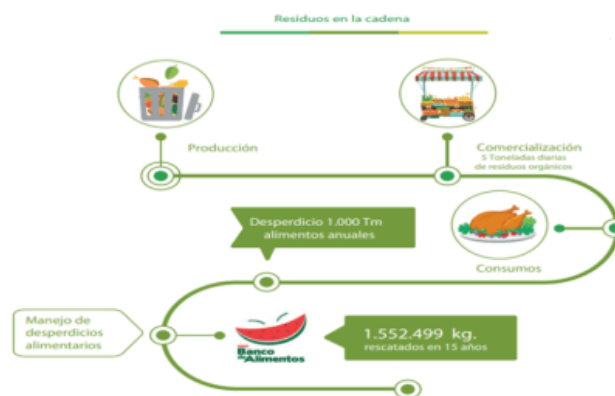 Residuos en la cadena
Producción
Comercialización
5 Toneladas diarias
de residuos orgánicos
Desperdicio 1.000 Tm
alimentos anuales
Consumos
Manejo de
desperdicios
alimentarios
Banco
de Alimentos
1.552.499 kg.
rescatados en 15 años